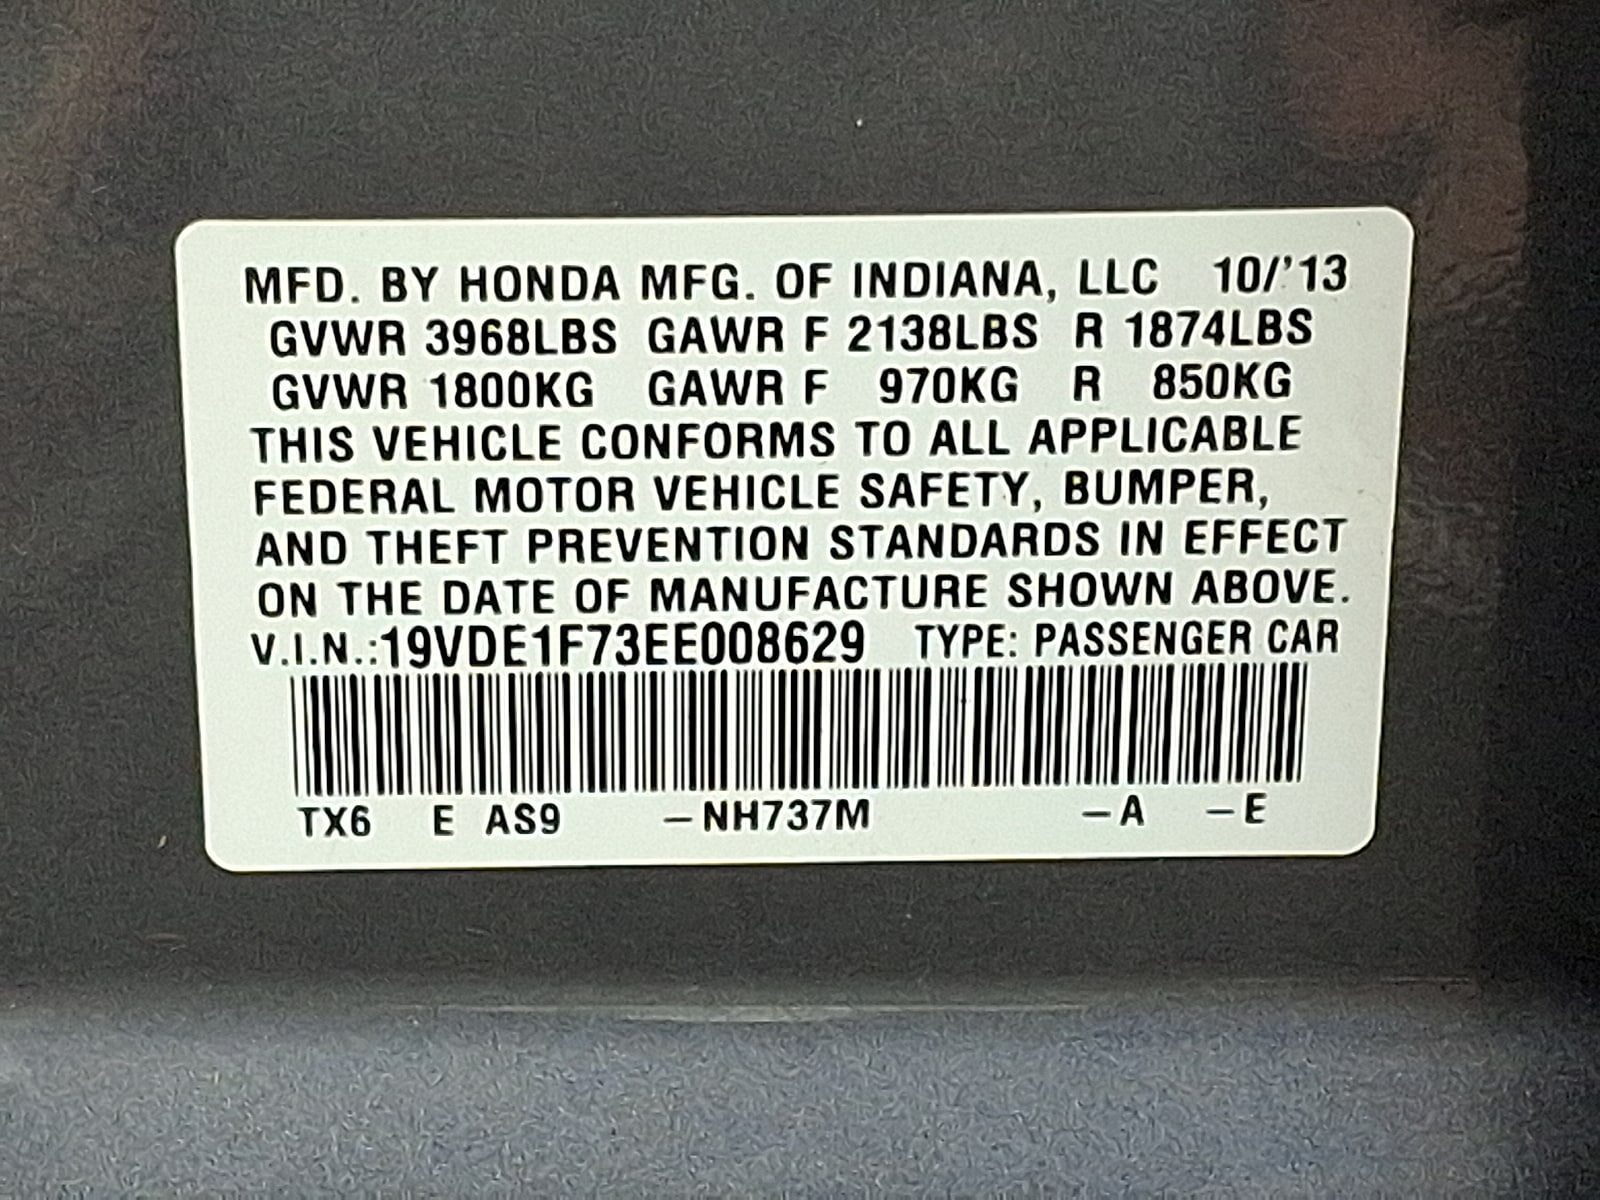 MFD. BY HONDA MFG. OF INDIANA, LLC 10/'13
GVWR 3968LBS GAWR F 2138LBS R 1874LBS
GVWR 1800KG GAWR F 970KG R 850KG
THIS VEHICLE CONFORMS TO ALL APPLICABLE
FEDERAL MOTOR VEHICLE SAFETY, BUMPER,
AND THEFT PREVENTION STANDARDS IN EFFECT
ON THE DATE OF MANUFACTURE SHOWN ABOVE.
V.I.N.:19VDE1F73EE008629 TYPE: PASSENGER CAR
TX6 E AS9 –NH737M –A –E